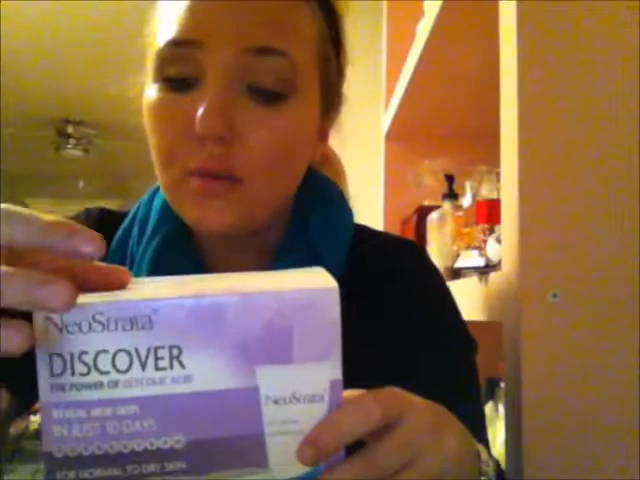 NeoStrata®
DISCOVER
THE POWER OF GLYCOLIC ACID
REVEAL NEW SKIN
IN JUST 10 DAYS
FOR NORMAL TO DRY SKIN
NeoStrata®